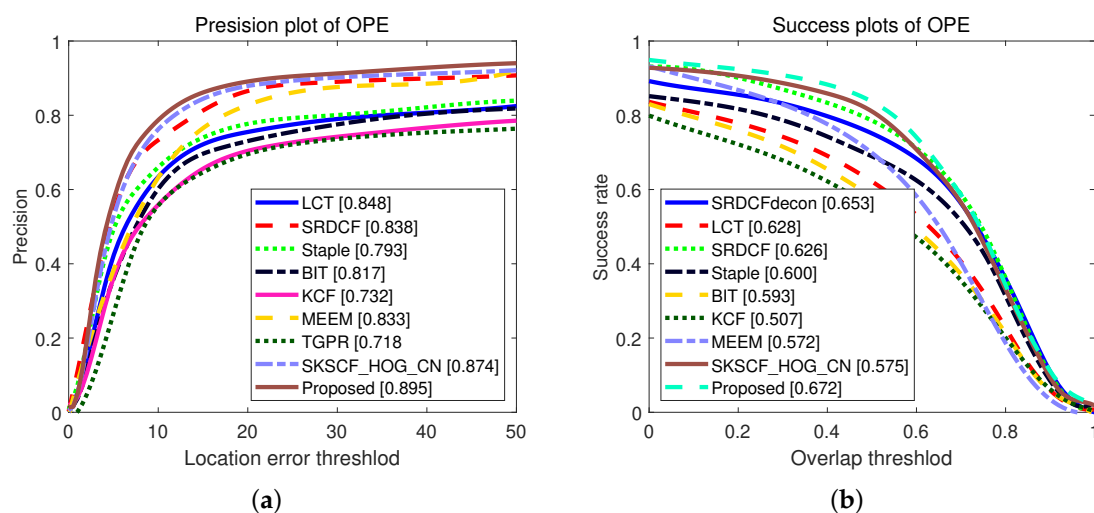 Presision plot of OPE
1
0.8
0.6
0.4
0.2
0
Precision
LCT [0.848]
SRDCF [0.838]
Staple [0.793]
BIT [0.817]
KCF [0.732]
MEEM [0.833]
TGPR [0.718
SKSCF_HOG_CN [0.874]
Proposed [0.895]
0 10 20 30 40 50
Location error threshlod
(a)
Success plots of OPE
1
0.8
0.6
0.4
0.2
0
Success rate
SRDCFdecon [0.653]
LCT [0.628]
SRDCF [0.626]
Staple [0.600]
BIT [0.593]
KCF [0.507]
MEEM [0.572]
SKSCF_HOG_CN [0.575]
Proposed [0.672]
0 0.2 0.4 0.6 0.8 1
Overlap threshlod
(b)